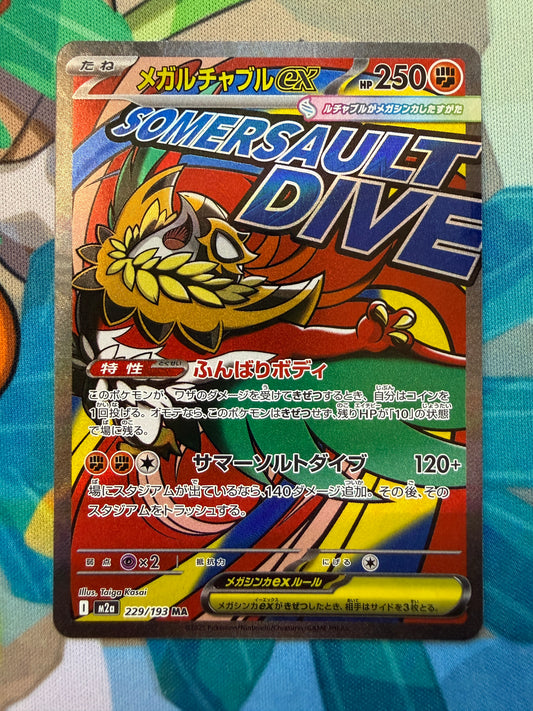 たね
メガルチャブルex
HP 250
ルチャブルがメガシンカしたすがた
SOMERSAULT
DIVE
特性 とくせい ふんばりボディ
このポケモンが、ワザのダメージを受けてきぜつするとき、自分はコインを
1回投げる。オモテなら、このポケモンはきぜつせず、残りHPが「10」の状態
で場に残る。
サマーソルトダイブ 120+
場にスタジアムが出ているなら、140ダメージ追加。その後、その
スタジアムをトラッシュする。
弱点 ×2 抵抗力 にげる
Illus. Taiga Kasai
メガシンカexルール
メガシンカexがきぜつしたとき、相手はサイドを3枚とる。
I m2a 229/193 MA
©2025 Pokémon/Nintendo/Creatures/GAME FREAK.